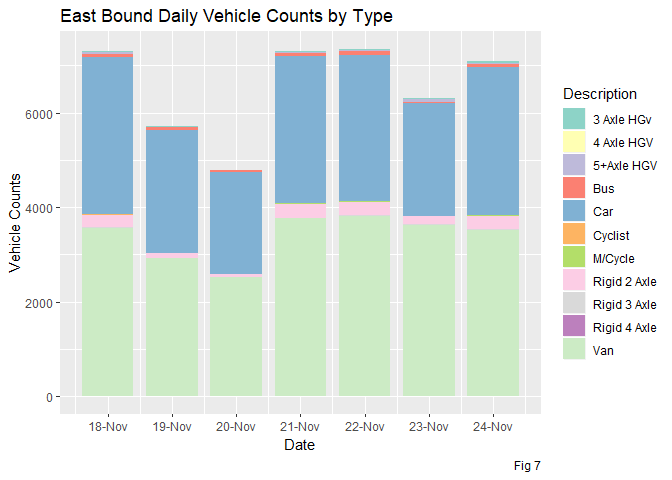 East Bound Daily Vehicle Counts by Type
Vehicle Counts
6000
4000
2000
0
18-Nov 19-Nov 20-Nov 21-Nov 22-Nov 23-Nov 24-Nov
Date
Description
3 Axle HGv
4 Axle HGV
5+Axle HGV
Bus
Car
Cyclist
M/Cycle
Rigid 2 Axle
Rigid 3 Axle
Rigid 4 Axle
Van
Fig 7